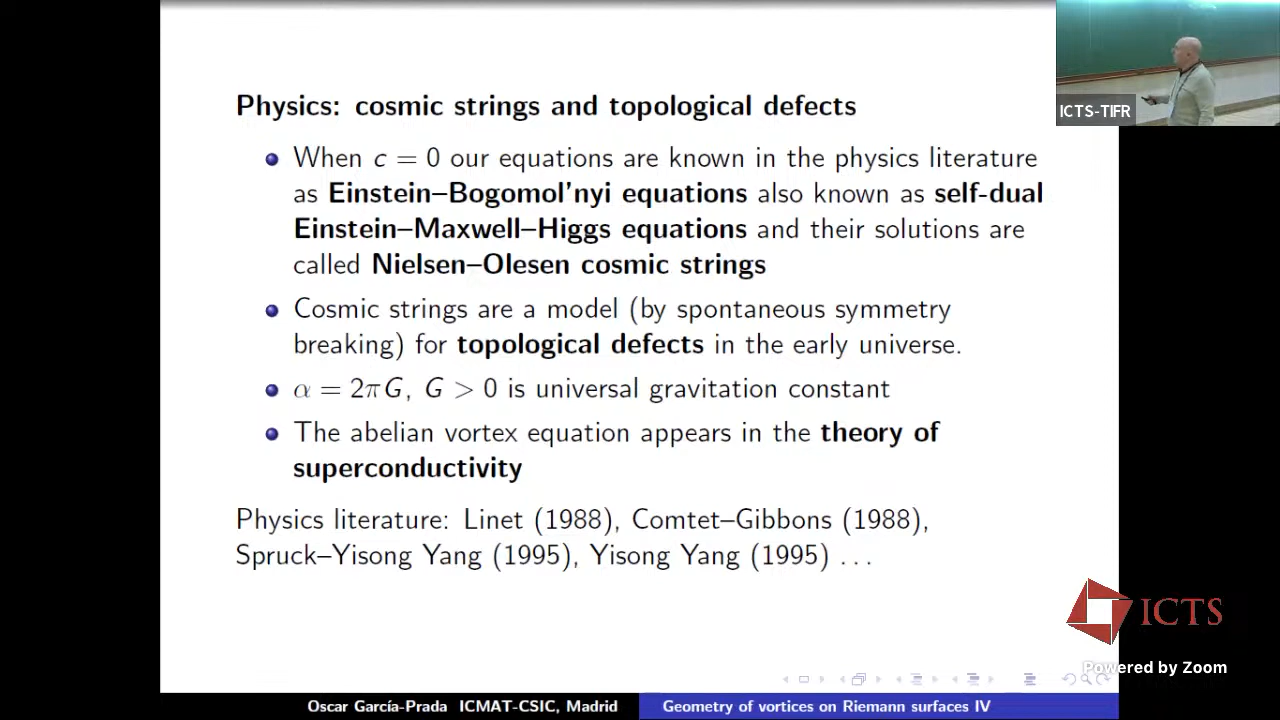 Physics: cosmic strings and topological defects
When c = 0 our equations are known in the physics literature
as Einstein–Bogomol'nyi equations also known as self-dual
Einstein–Maxwell–Higgs equations and their solutions are
called Nielsen–Olesen cosmic strings
Cosmic strings are a model (by spontaneous symmetry
breaking) for topological defects in the early universe.
α = 2πG, G > 0 is universal gravitation constant
The abelian vortex equation appears in the theory of
superconductivity
Physics literature: Linet (1988), Comtet–Gibbons (1988),
Spruck–Yisong Yang (1995), Yisong Yang (1995) . . .
ICTS-TIFR
ICTS
Powered by Zoom
Oscar García-Prada ICMAT-CSIC, Madrid
Geometry of vortices on Riemann surfaces IV